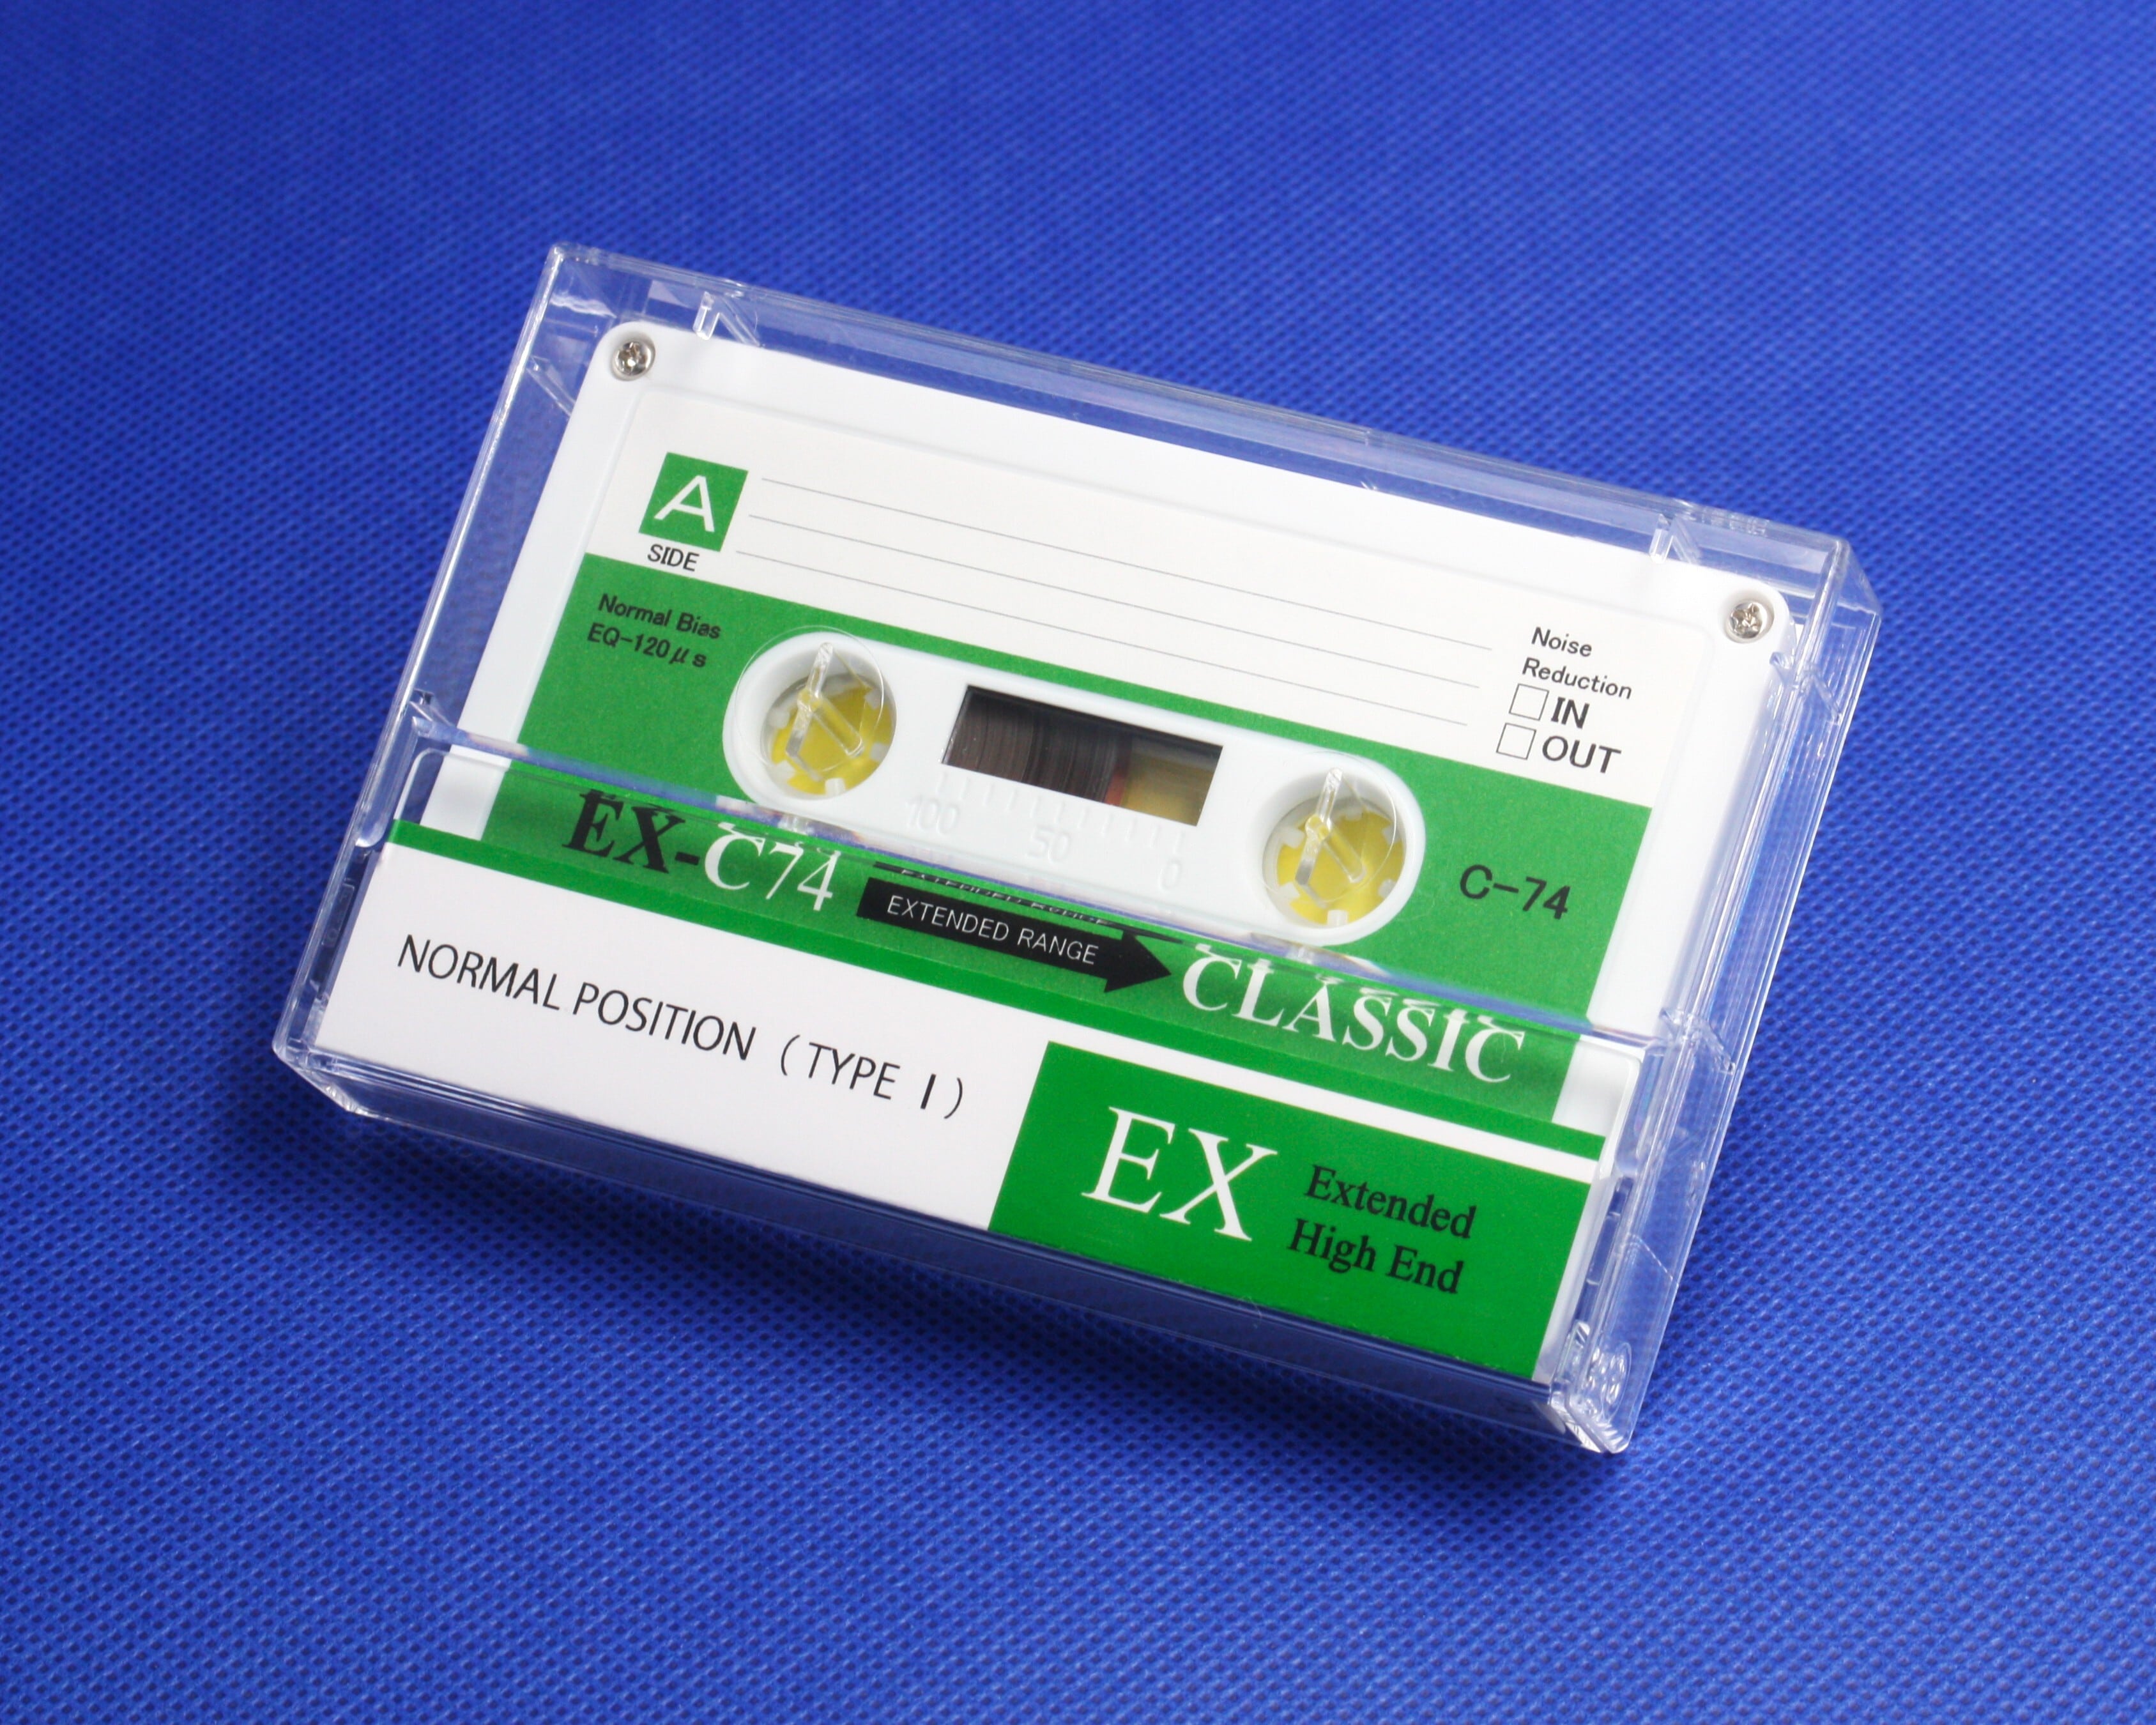 A
SIDE
Noise
Reduction
IN
OUT
Normal Bias
EQ-120μs
100
50
0
C-74
EX-C74
EXTENDED RANGE
CLASSIC
NORMAL POSITION (TYPE I)
EX
Extended
High End